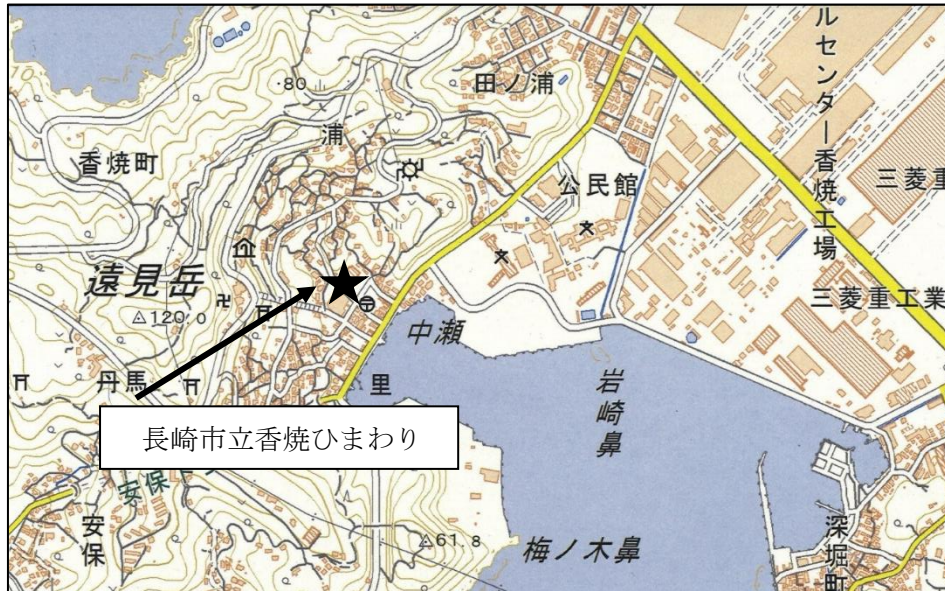 ルセンター香焼工場
田ノ浦
・80
浦
香焼町
公民館
三菱重
遠見岳
120.0
三菱重工業
中瀬
丹馬
里
岩崎鼻
長崎市立香焼ひまわり
安保
安保
61.8
梅ノ木鼻
深堀町